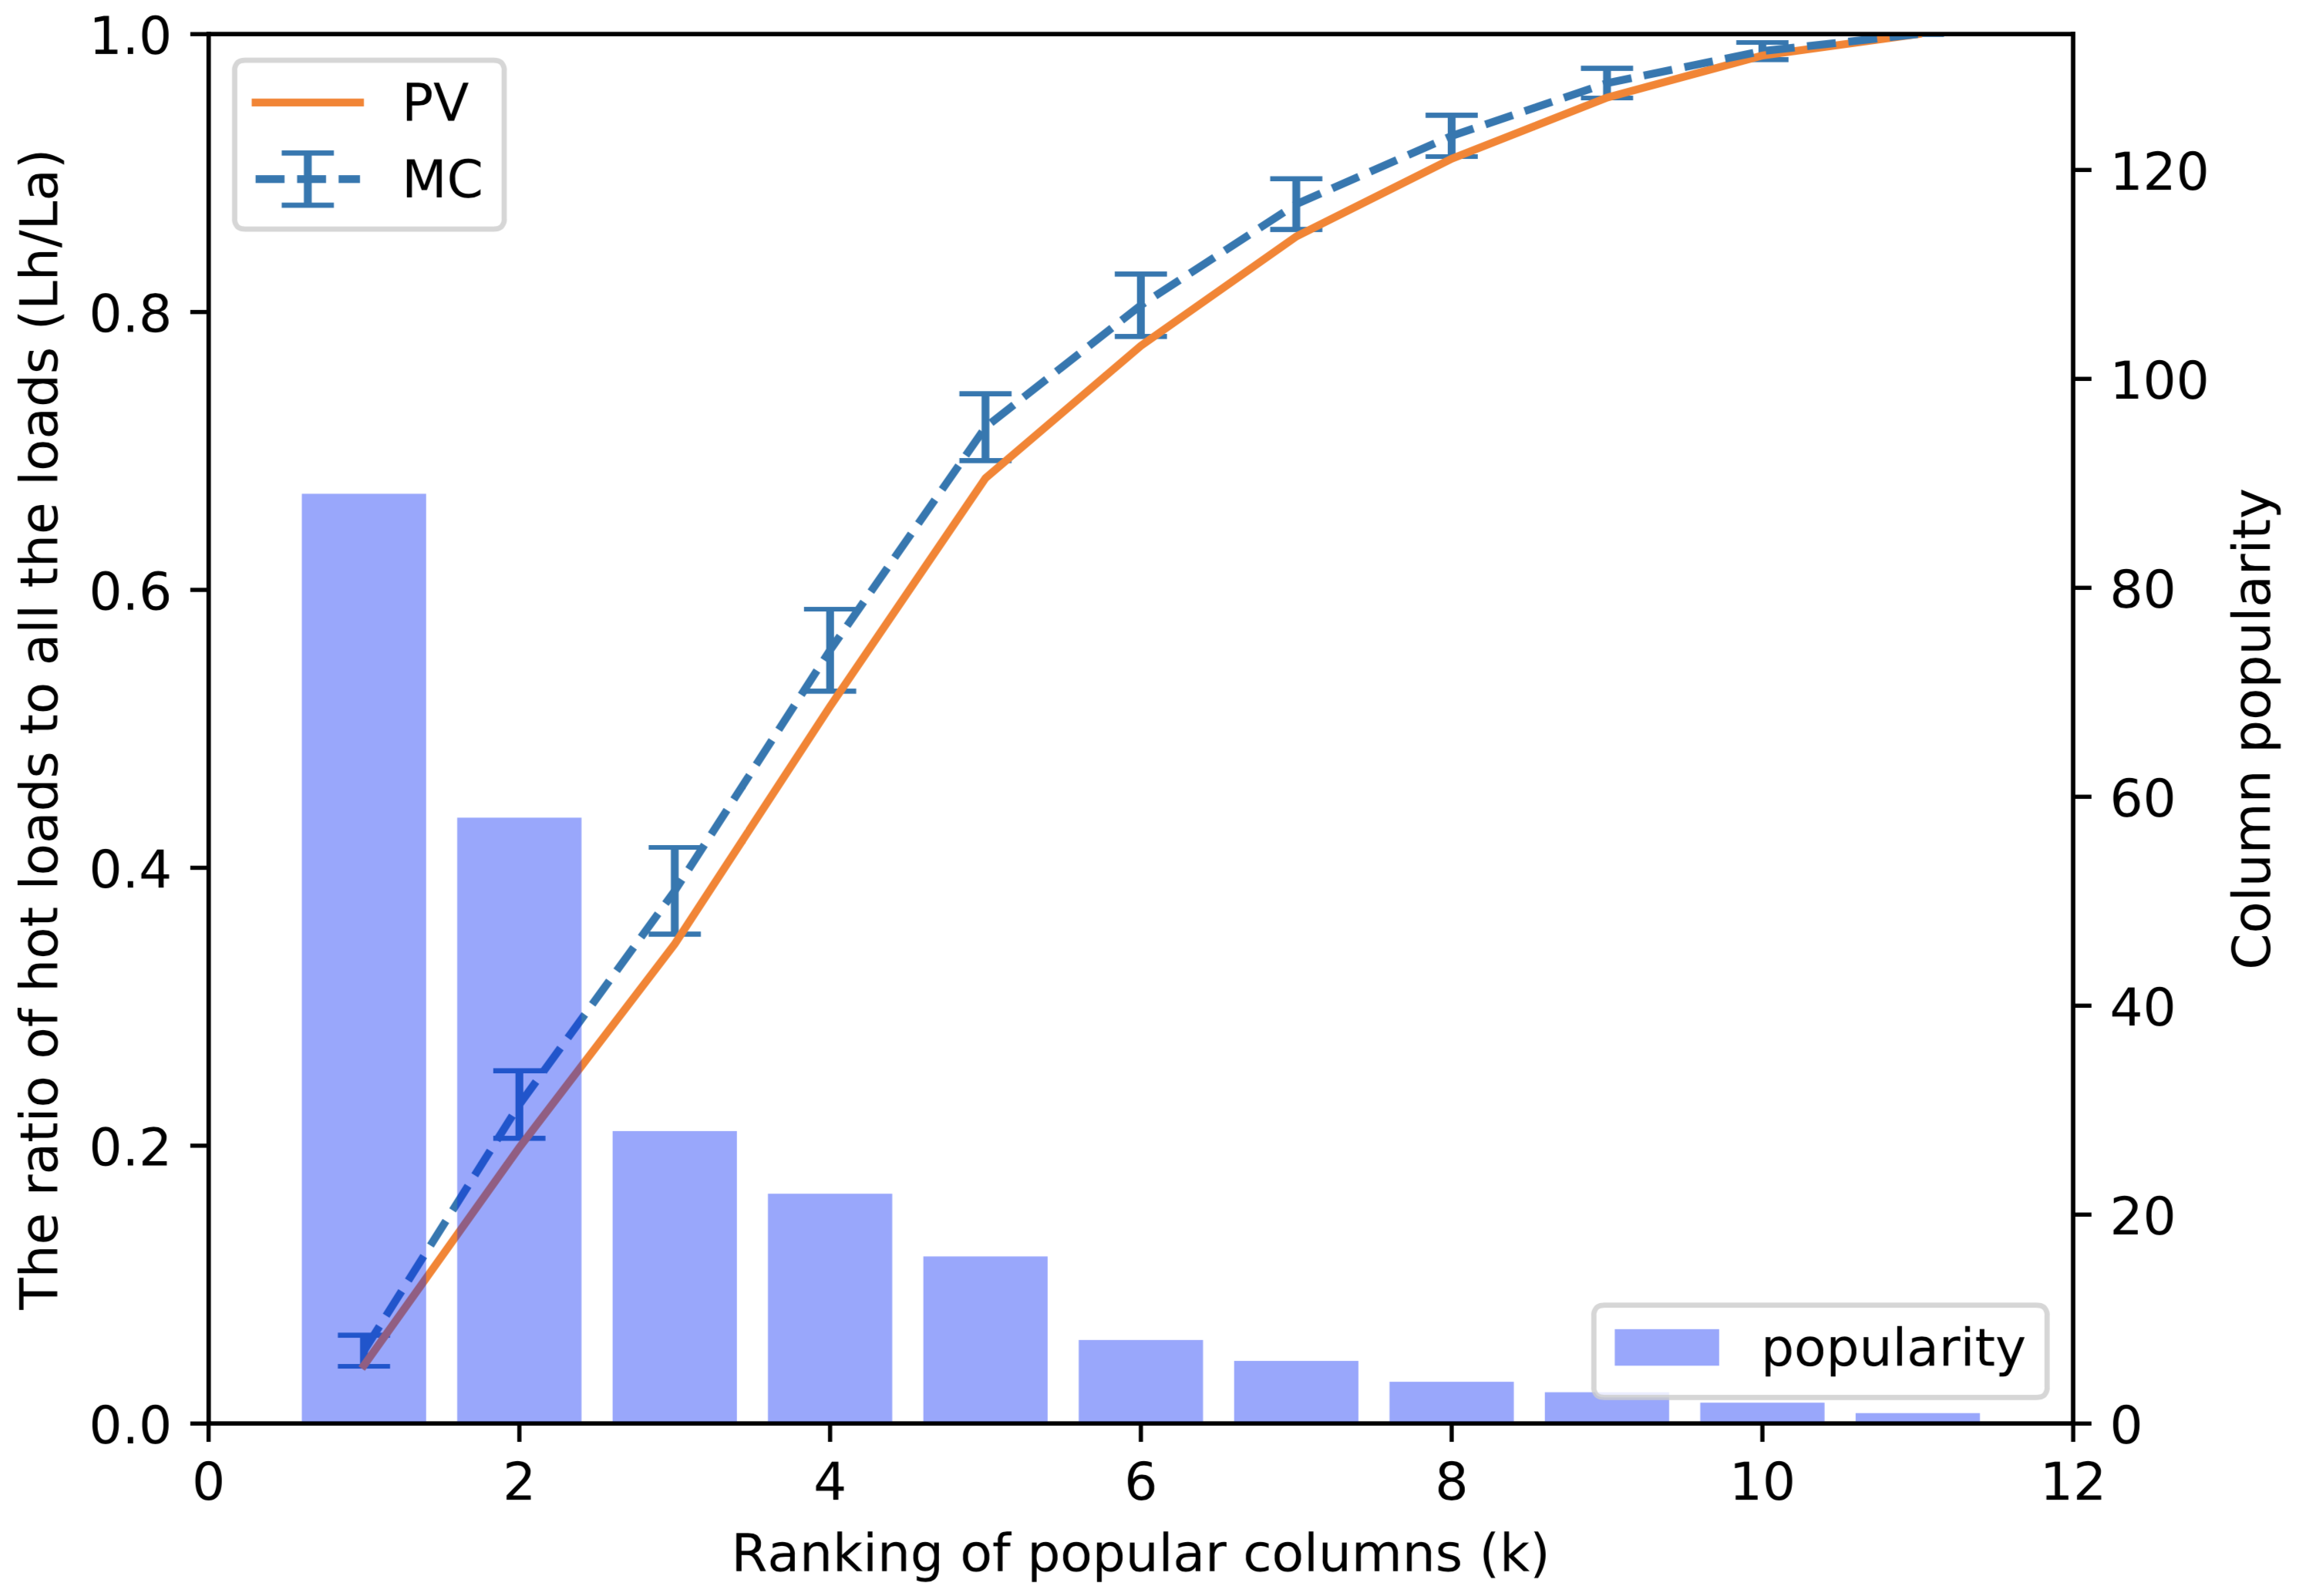 The ratio of hot loads to all the loads (Lh/La)
1.0
0.8
0.6
0.4
0.2
0.0
PV
MC
popularity
120
100
80
60
40
20
0
Column popularity
0 2 4 6 8 10 12
Ranking of popular columns (k)